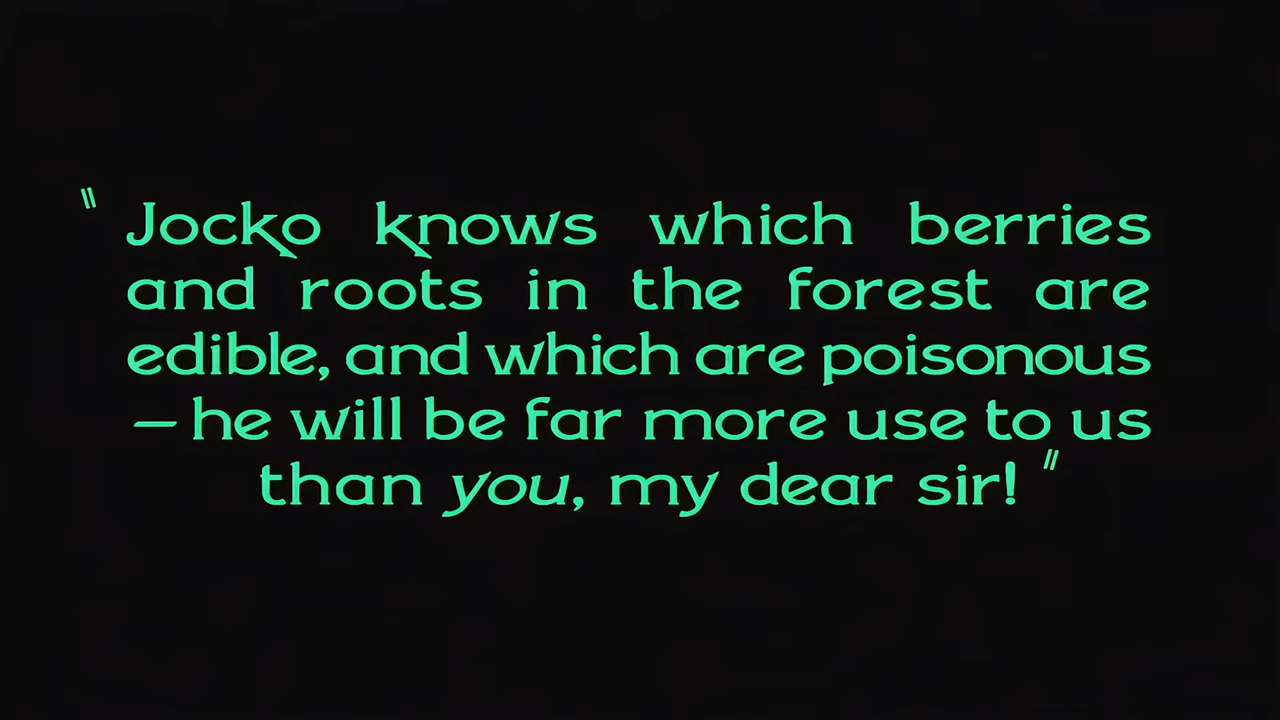 "Jocko knows which berries
and roots in the forest are
edible, and which are poisonous
—he will be far more use to us
than you, my dear sir!"